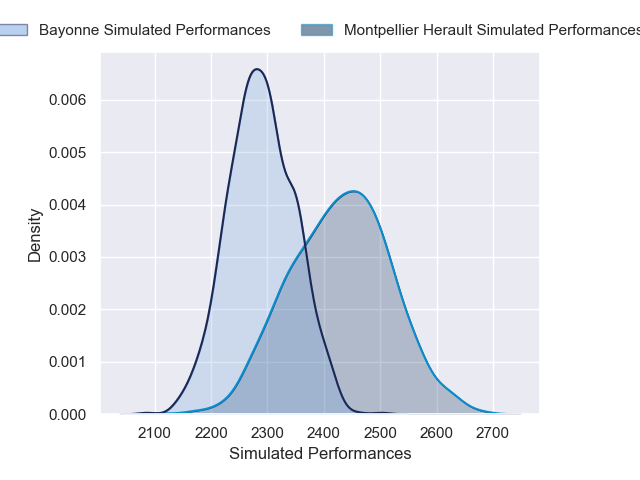 Bayonne Simulated Performances
Montpellier Herault Simulated Performances
0.006
0.005
0.004
0.003
0.002
0.001
0.000
Density
2100 2200 2300 2400 2500 2600 2700
Simulated Performances